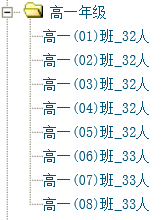 高一年级
高一(01)班_32人
高一(02)班_32人
高一(03)班_32人
高一(04)班_32人
高一(05)班_32人
高一(06)班_33人
高一(07)班_33人
高一(08)班_33人